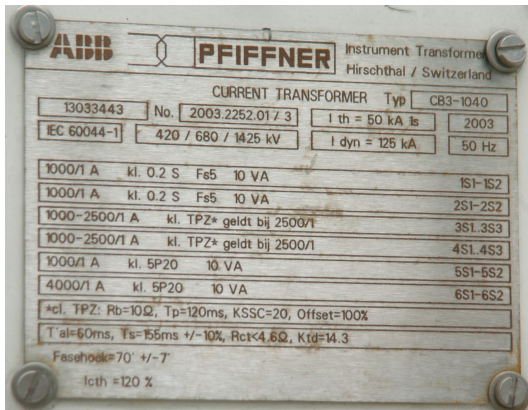 ABB PFIFFNER Instrument Transformer
Hirschthal / Switzerland
CURRENT TRANSFORMER Typ CB3-1040
13033443 No. 2003.2252.01 / 3 I th = 50 kA 1s 2003
IEC 60044-1 420 / 680 / 1425 kV I dyn = 125 kA 50 Hz
1000/1 A kl. 0.2 S Fs5 10 VA 1S1-1S2
1000/1 A kl. 0.2 S Fs5 10 VA 2S1-2S2
1000-2500/1 A kl. TPZ* geldt bij 2500/1 3S1..3S3
1000-2500/1 A kl. TPZ* geldt bij 2500/1 4S1..4S3
1000/1 A kl. 5P20 10 VA 5S1-5S2
4000/1 A kl. 5P20 10 VA 6S1-6S2
*cl. TPZ: Rb=10Ω, Tp=120ms, KSSC=20, Offset=100%
T'al=60ms, Ts=155ms +/-10%, Rct<4.6Ω, Ktd=14.3
Fasehoek=70' +/-7'
Icth =120 %